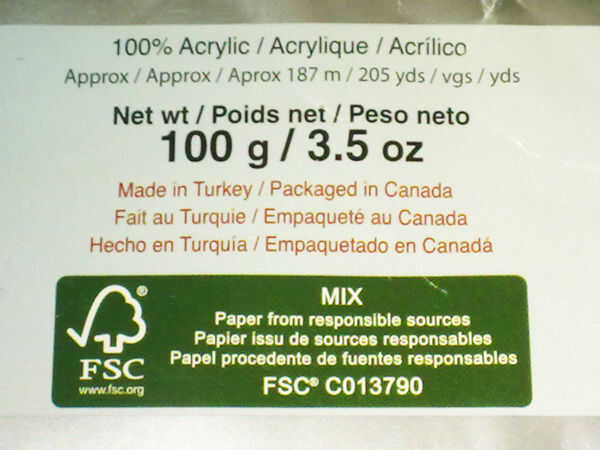 100% Acrylic / Acrylique / Acrílico
Approx / Approx / Aprox 187 m / 205 yds / vgs / yds
Net wt / Poids net / Peso neto
100 g / 3.5 oz
Made in Turkey / Packaged in Canada
Fait au Turquie / Empaqueté au Canada
Hecho en Turquía / Empaquetado en Canadá
MIX
Paper from responsible sources
Papier issu de sources responsables
Papel procedente de fuentes responsables
FSC® C013790
®
FSC
www.fsc.org